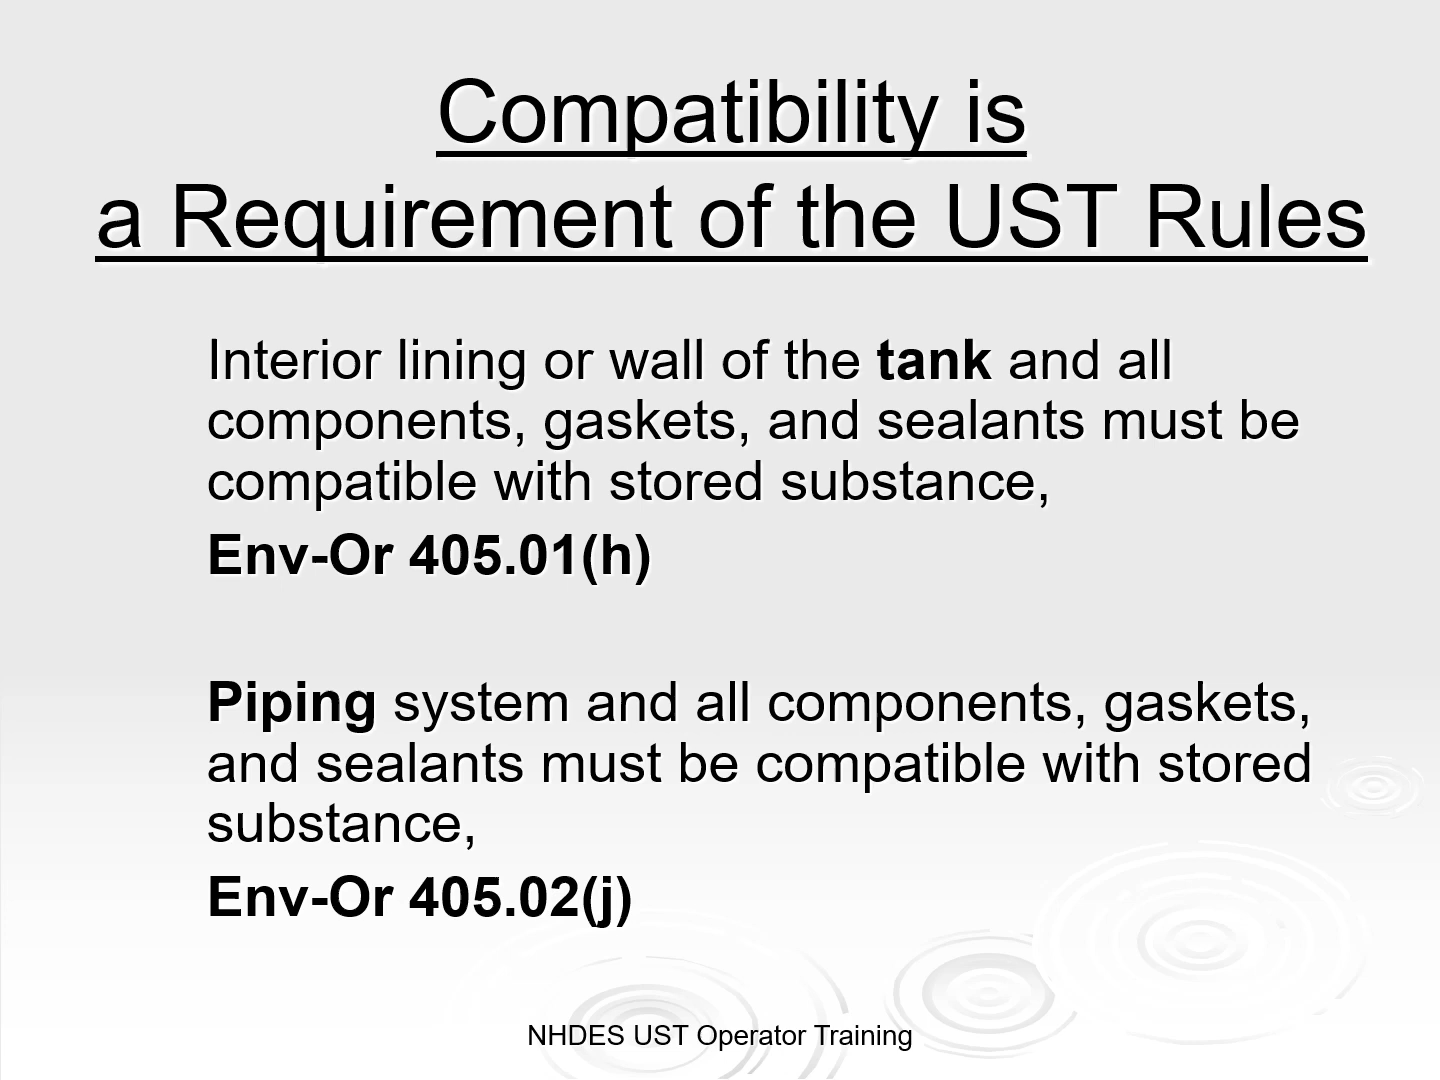 Compatibility is
a Requirement of the UST Rules
Interior lining or wall of the tank and all
components, gaskets, and sealants must be
compatible with stored substance,
Env-Or 405.01(h)
Piping system and all components, gaskets,
and sealants must be compatible with stored
substance,
Env-Or 405.02(j)
NHDES UST Operator Training